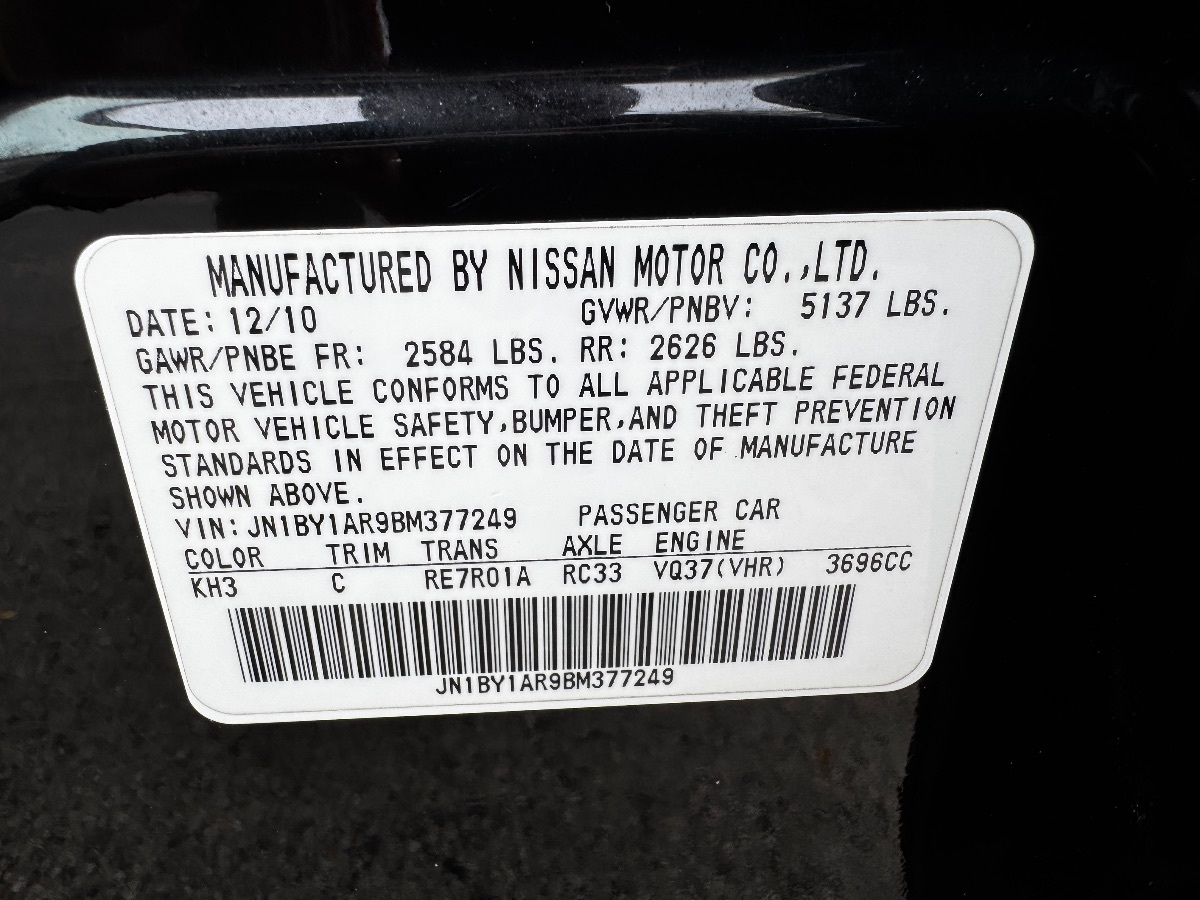 MANUFACTURED BY NISSAN MOTOR CO.,LTD.
DATE: 12/10 GVWR/PNBV: 5137 LBS.
GAWR/PNBE FR: 2584 LBS. RR: 2626 LBS.
THIS VEHICLE CONFORMS TO ALL APPLICABLE FEDERAL
MOTOR VEHICLE SAFETY,BUMPER,AND THEFT PREVENTION
STANDARDS IN EFFECT ON THE DATE OF MANUFACTURE
SHOWN ABOVE.
VIN:JN1BY1AR9BM377249 PASSENGER CAR
COLOR TRIM TRANS AXLE ENGINE
KH3 C RE7R01A RC33 VQ37(VHR) 3696CC
JN1BY1AR9BM377249